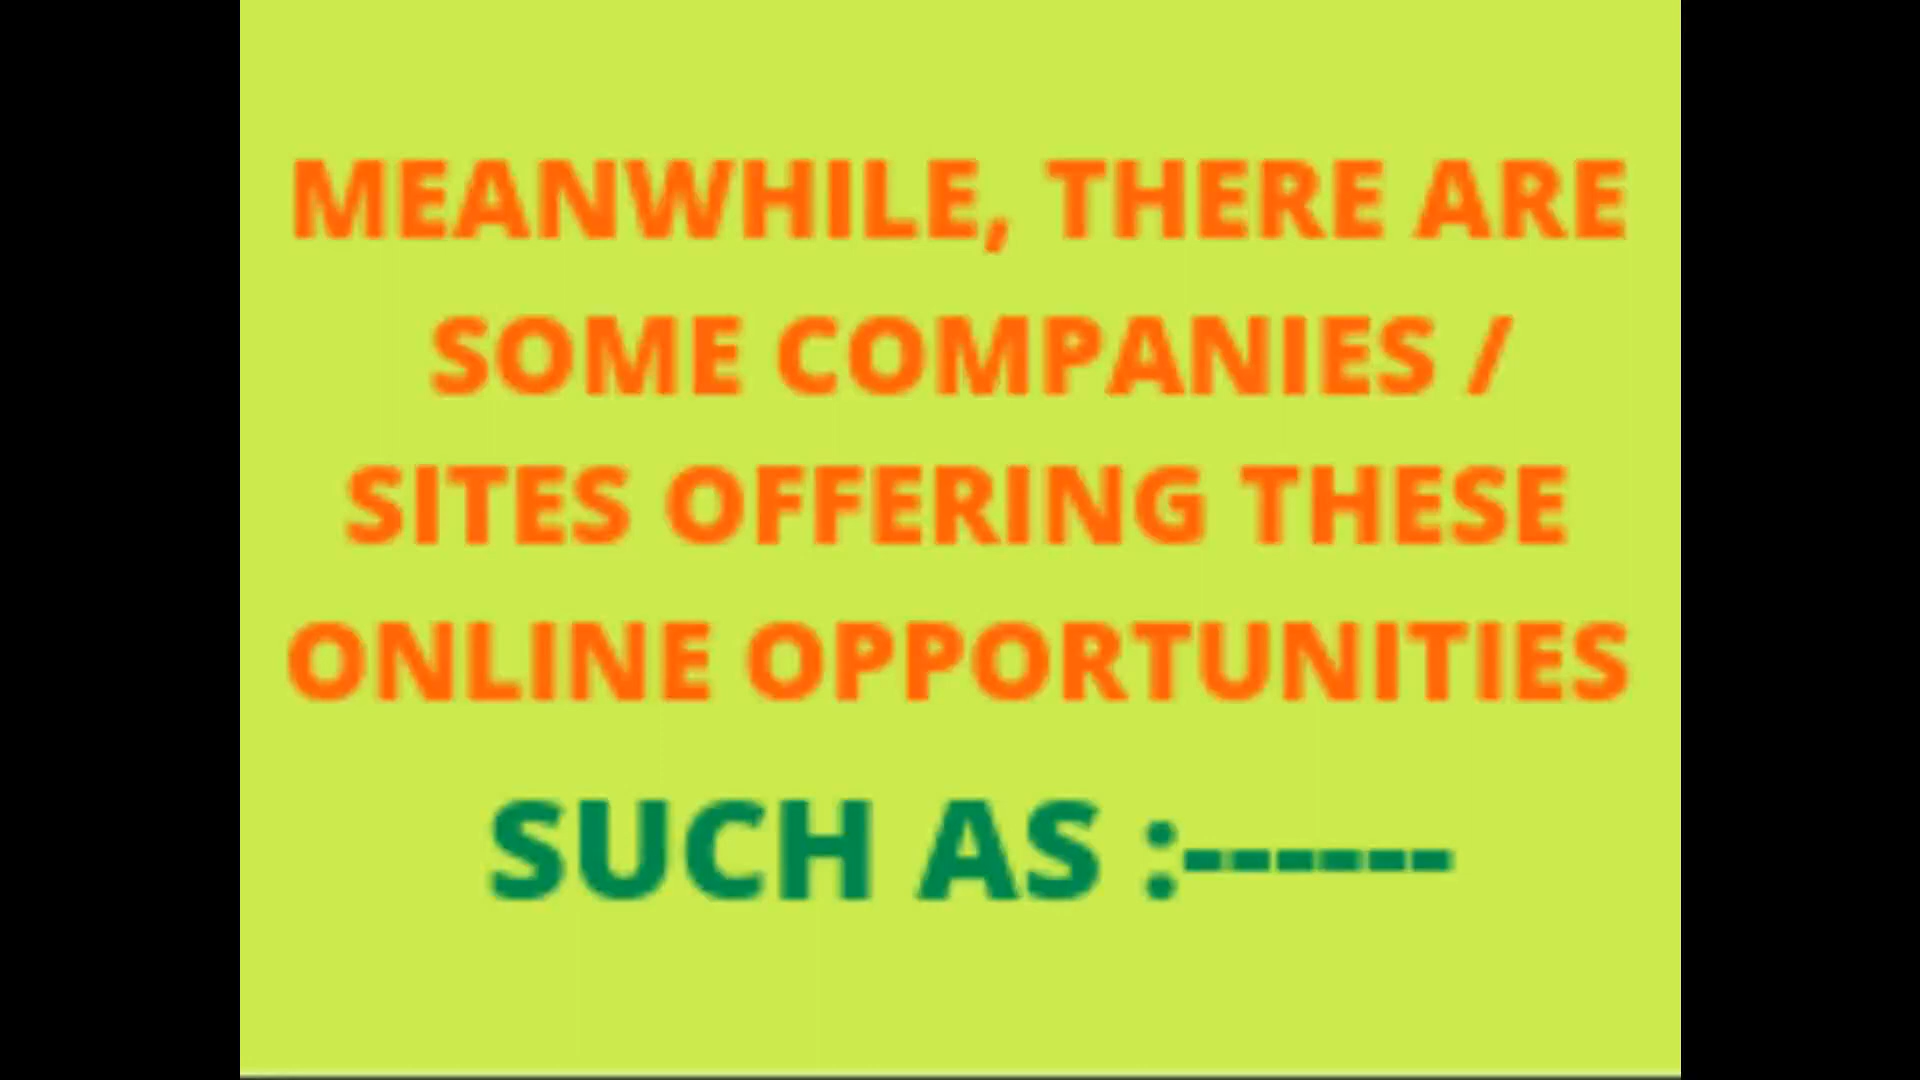 MEANWHILE, THERE ARE
SOME COMPANIES /
SITES OFFERING THESE
ONLINE OPPORTUNITIES
SUCH AS :------